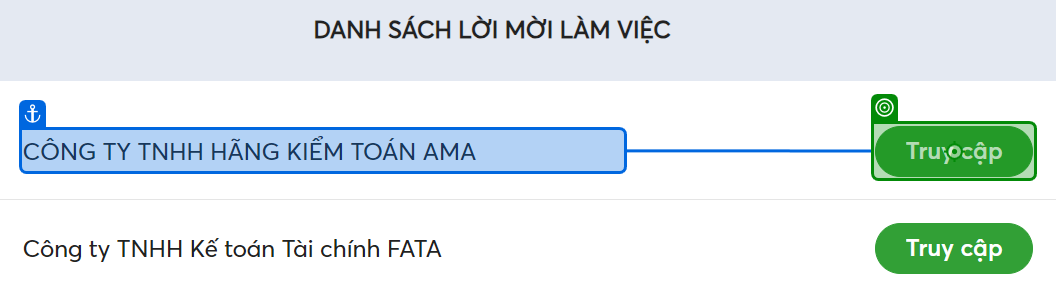 DANH SÁCH LỜI MỜI LÀM VIỆC
CÔNG TY TNHH HÃNG KIỂM TOÁN AMA
Truy cập
Công ty TNHH Kế toán Tài chính FATA
Truy cập